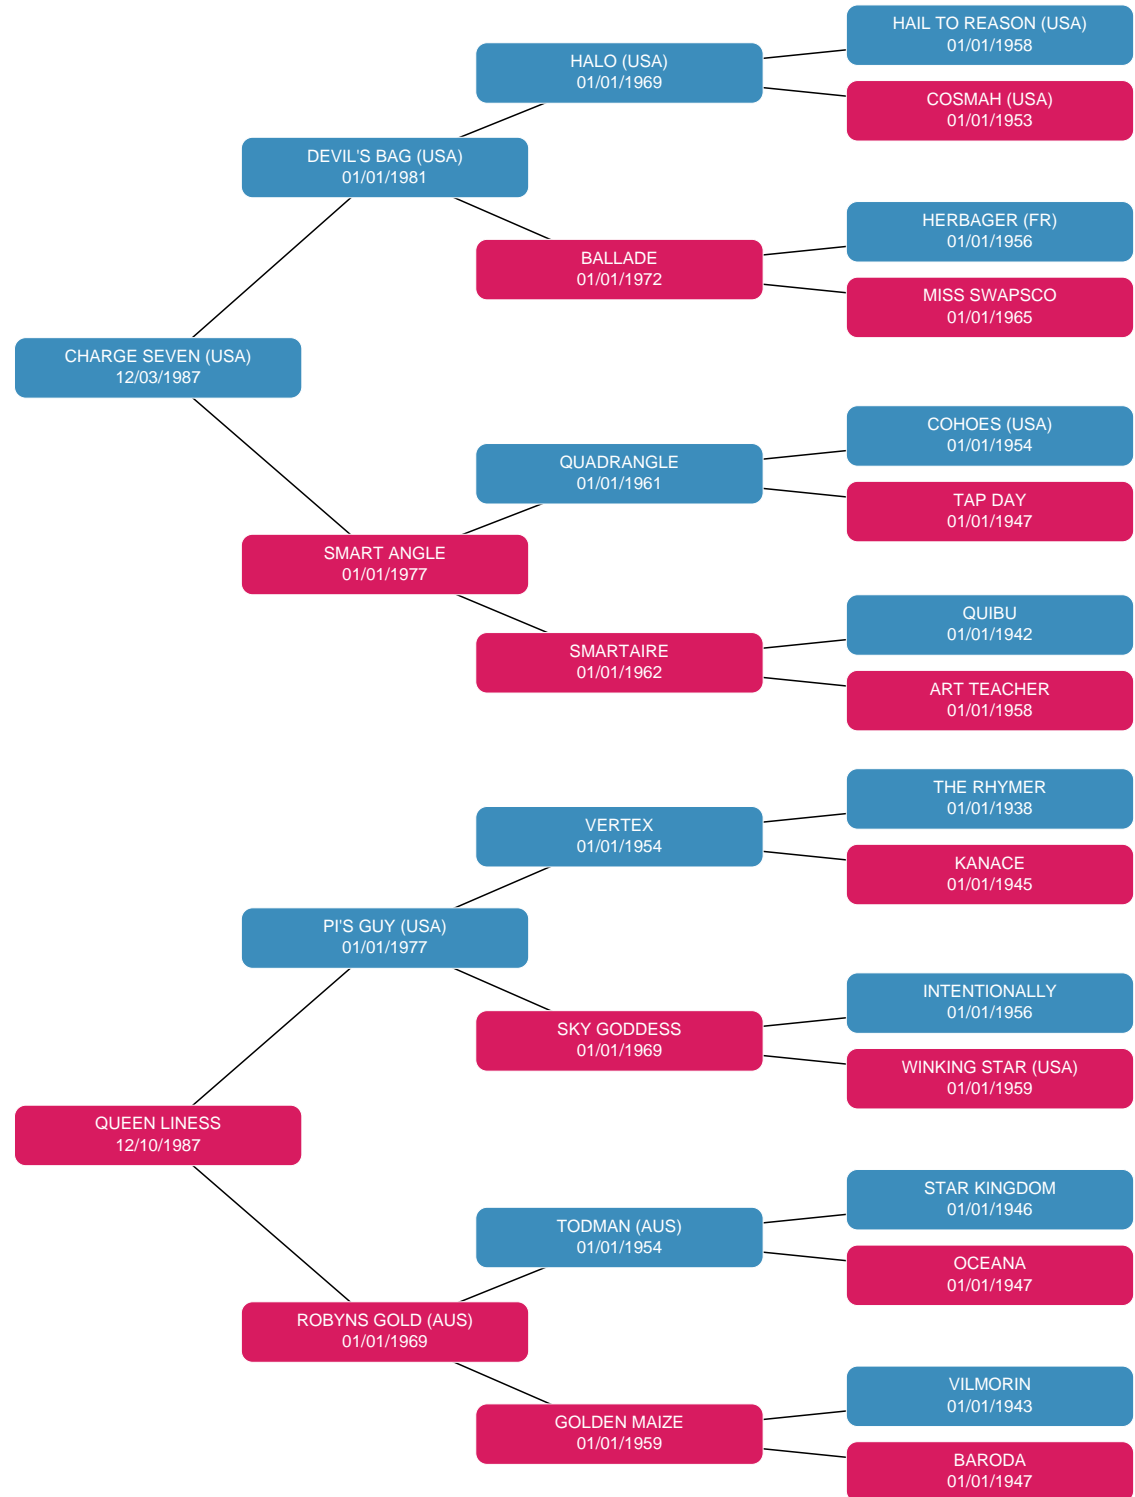 HAIL TO REASON (USA)
01/01/1958
HALO (USA)
01/01/1969
COSMAH (USA)
01/01/1953
DEVIL'S BAG (USA)
01/01/1981
HERBAGER (FR)
01/01/1956
BALLADE
01/01/1972
MISS SWAPSCO
01/01/1965
CHARGE SEVEN (USA)
12/03/1987
COHOES (USA)
01/01/1954
QUADRANGLE
01/01/1961
TAP DAY
01/01/1947
SMART ANGLE
01/01/1977
QUIBU
01/01/1942
SMARTAIRE
01/01/1962
ART TEACHER
01/01/1958
THE RHYMER
01/01/1938
VERTEX
01/01/1954
KANACE
01/01/1945
PI'S GUY (USA)
01/01/1977
INTENTIONALLY
01/01/1956
SKY GODDESS
01/01/1969
WINKING STAR (USA)
01/01/1959
QUEEN LINESS
12/10/1987
STAR KINGDOM
01/01/1946
TODMAN (AUS)
01/01/1954
OCEANA
01/01/1947
ROBYNS GOLD (AUS)
01/01/1969
VILMORIN
01/01/1943
GOLDEN MAIZE
01/01/1959
BARODA
01/01/1947